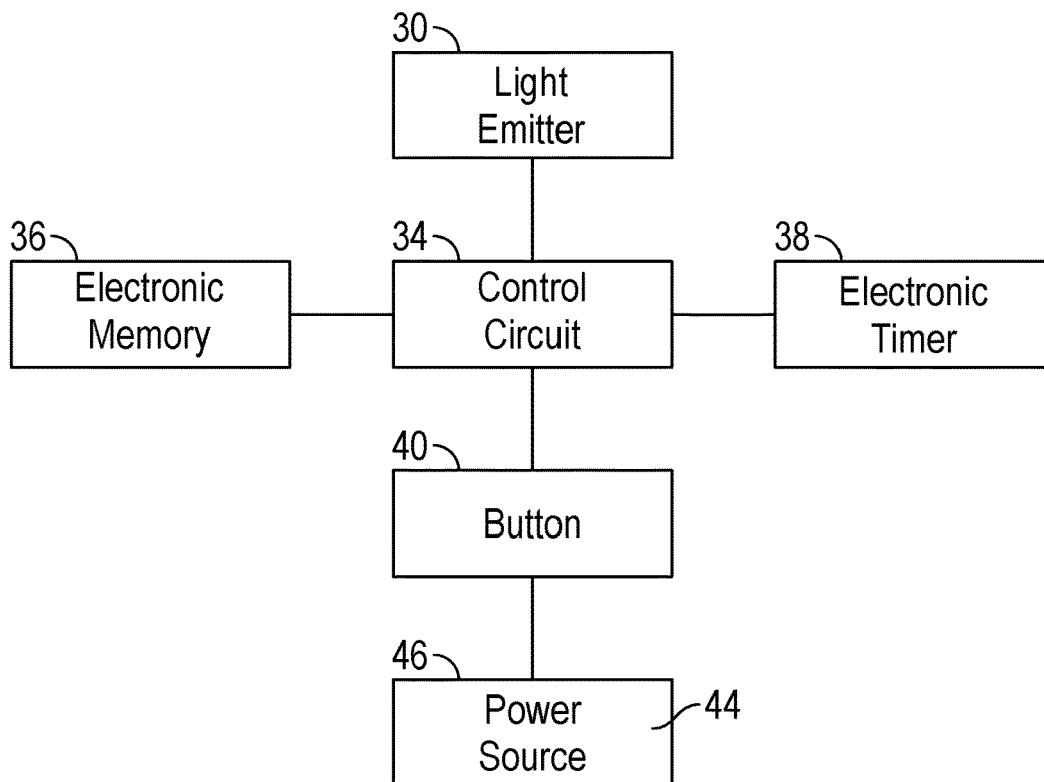 30
Light
Emitter
36
Electronic
Memory
34
Control
Circuit
38
Electronic
Timer
40
Button
46
Power
Source
44